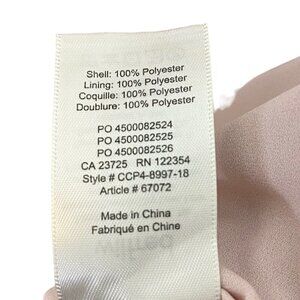 Shell: 100% Polyester
Lining: 100% Polyester
Coquille: 100% Polyester
Doublure: 100% Polyester
PO 4500082524
PO 4500082525
PO 4500082526
CA 23725 RN 122354
Style # CCP4-8997-18
Article # 67072
Made in China
Fabriqué en Chine